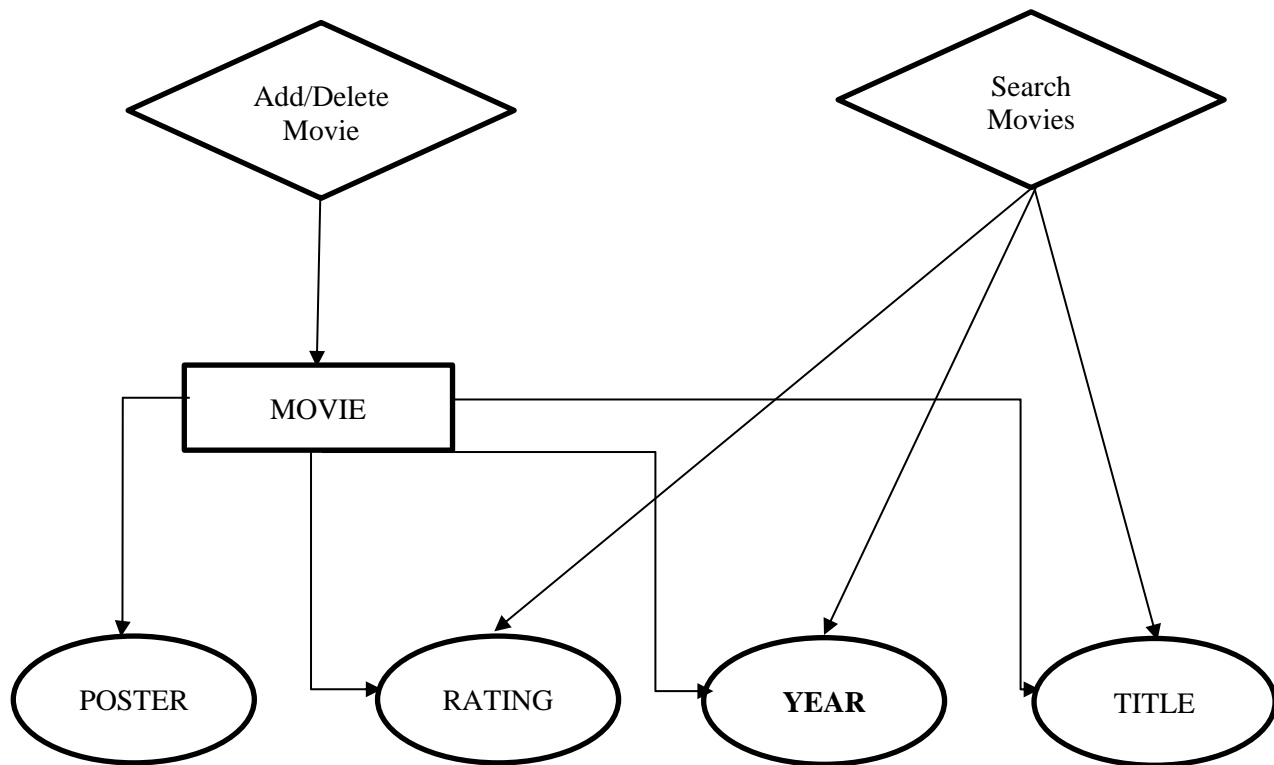 Add/Delete
Movie
Search
Movies
MOVIE
POSTER
RATING
YEAR
TITLE